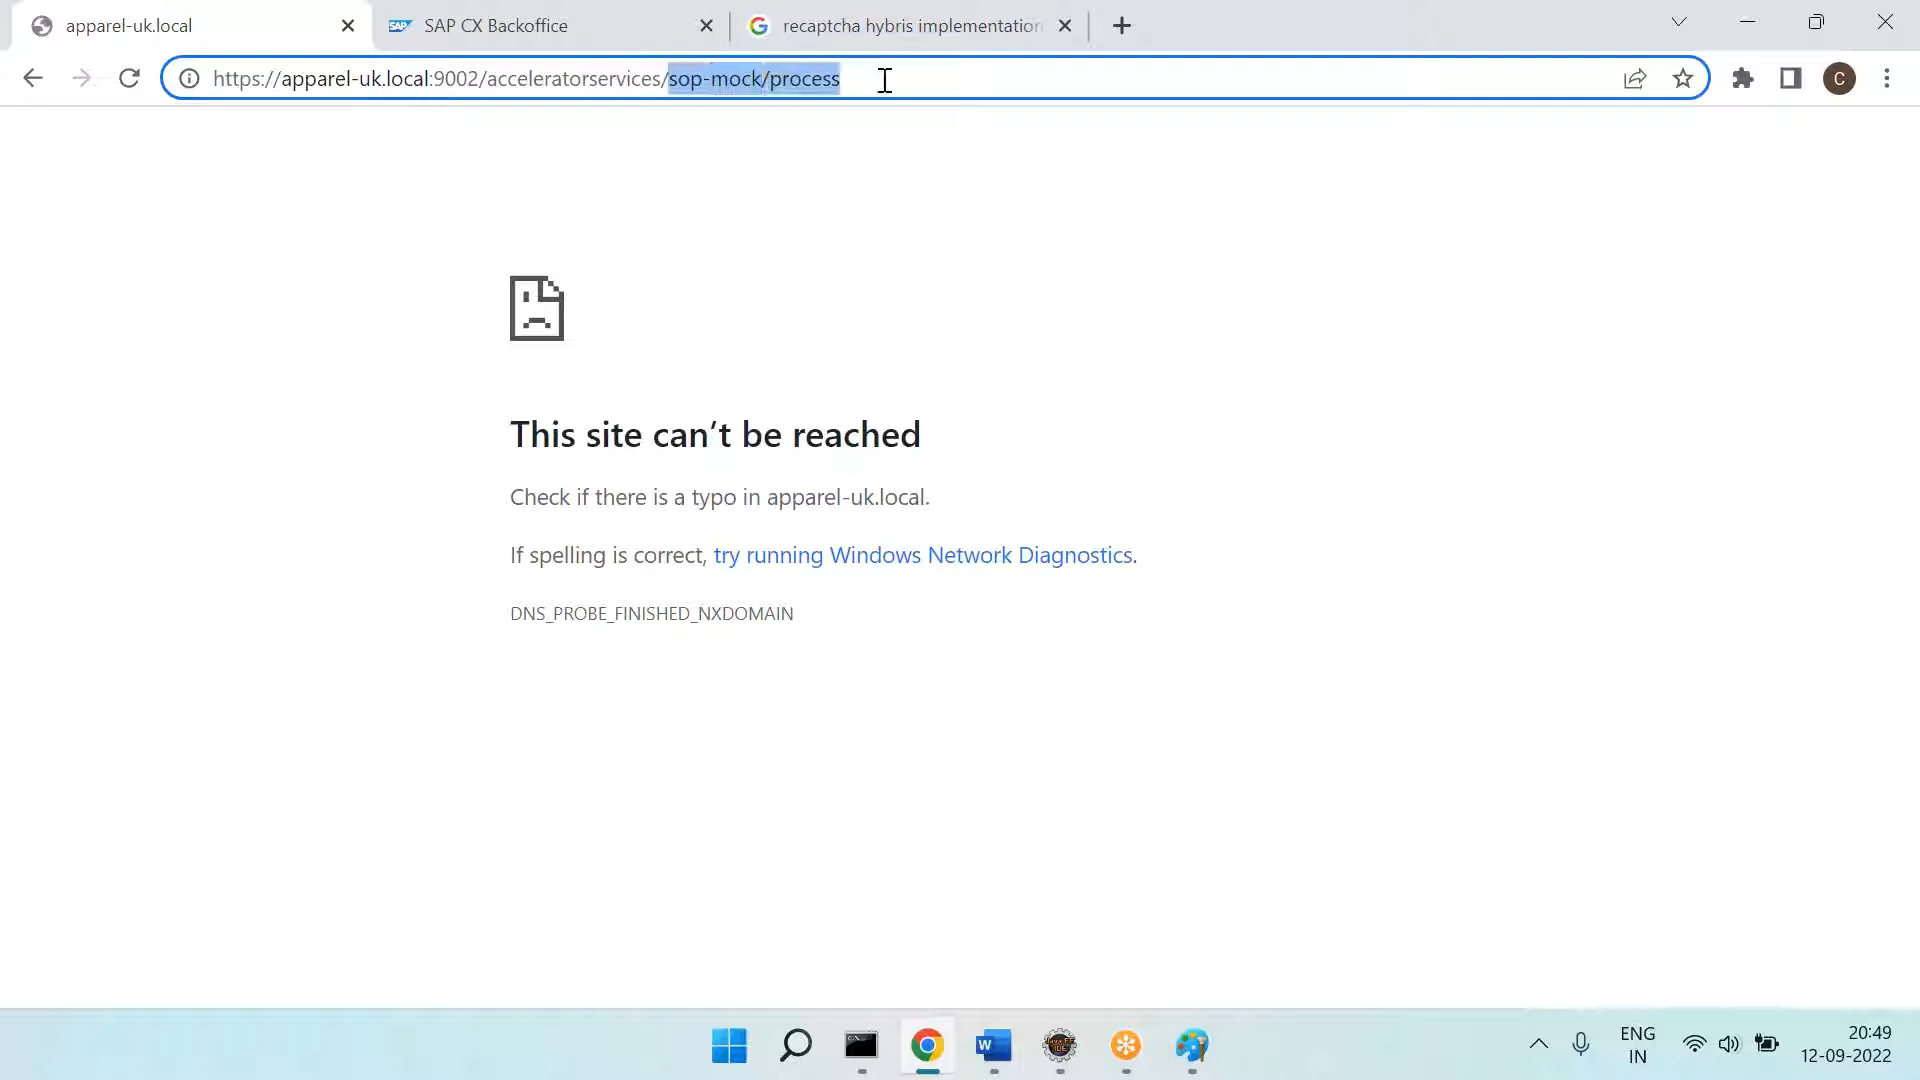 apparel-uk.local
SAP SAP CX Backoffice
recaptcha hybris implementation
https://apparel-uk.local:9002/acceleratorservices/sop-mock/process
C
This site can’t be reached
Check if there is a typo in apparel-uk.local.
If spelling is correct, try running Windows Network Diagnostics.
DNS_PROBE_FINISHED_NXDOMAIN
W
ENG
IN
20:49
12-09-2022